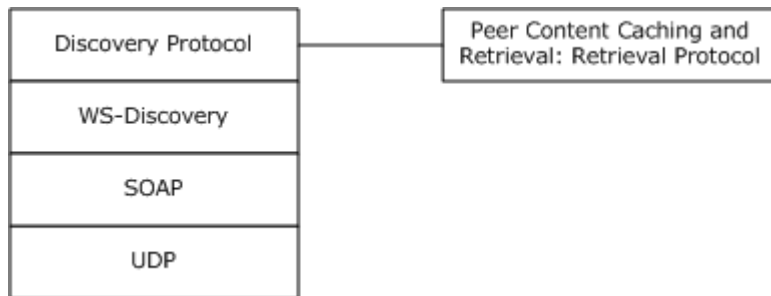 Discovery Protocol
Peer Content Caching and
Retrieval: Retrieval Protocol
WS-Discovery
SOAP
UDP